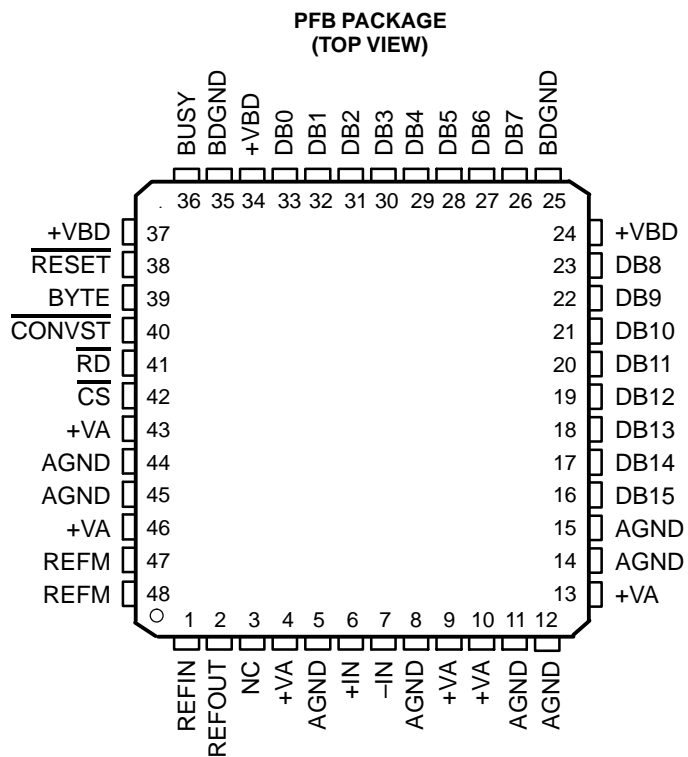 PFB PACKAGE
(TOP VIEW)
BUSY BDGND +VBD DB0 DB1 DB2 DB3 DB4 DB5 DB6 DB7 BDGND
36 35 34 33 32 31 30 29 28 27 26 25
+VBD 37 24 +VBD
RESET 38 23 DB8
BYTE 39 22 DB9
CONVST 40 21 DB10
RD 41 20 DB11
CS 42 19 DB12
+VA 43 18 DB13
AGND 44 17 DB14
AGND 45 16 DB15
+VA 46 15 AGND
REFM 47 14 AGND
REFM 48 13 +VA
1 2 3 4 5 6 7 8 9 10 11 12
REFIN REFOUT NC +VA AGND +IN –IN AGND +VA +VA AGND AGND